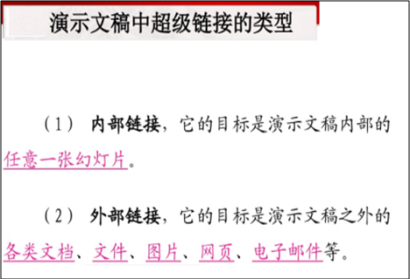 演示文稿中超级链接的类型
（1） 内部链接，它的目标是演示文稿内部的
任意一张幻灯片。
（2） 外部链接，它的目标是演示文稿之外的
各类文档、文件、图片、网页、电子邮件等。